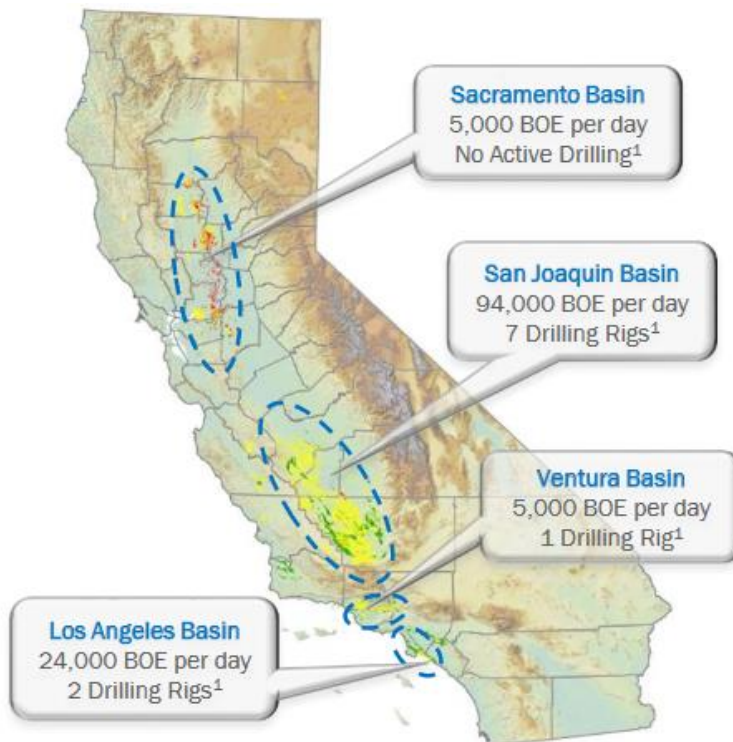 Sacramento Basin
5,000 BOE per day
No Active Drilling¹
San Joaquin Basin
94,000 BOE per day
7 Drilling Rigs¹
Ventura Basin
5,000 BOE per day
1 Drilling Rig¹
Los Angeles Basin
24,000 BOE per day
2 Drilling Rigs¹